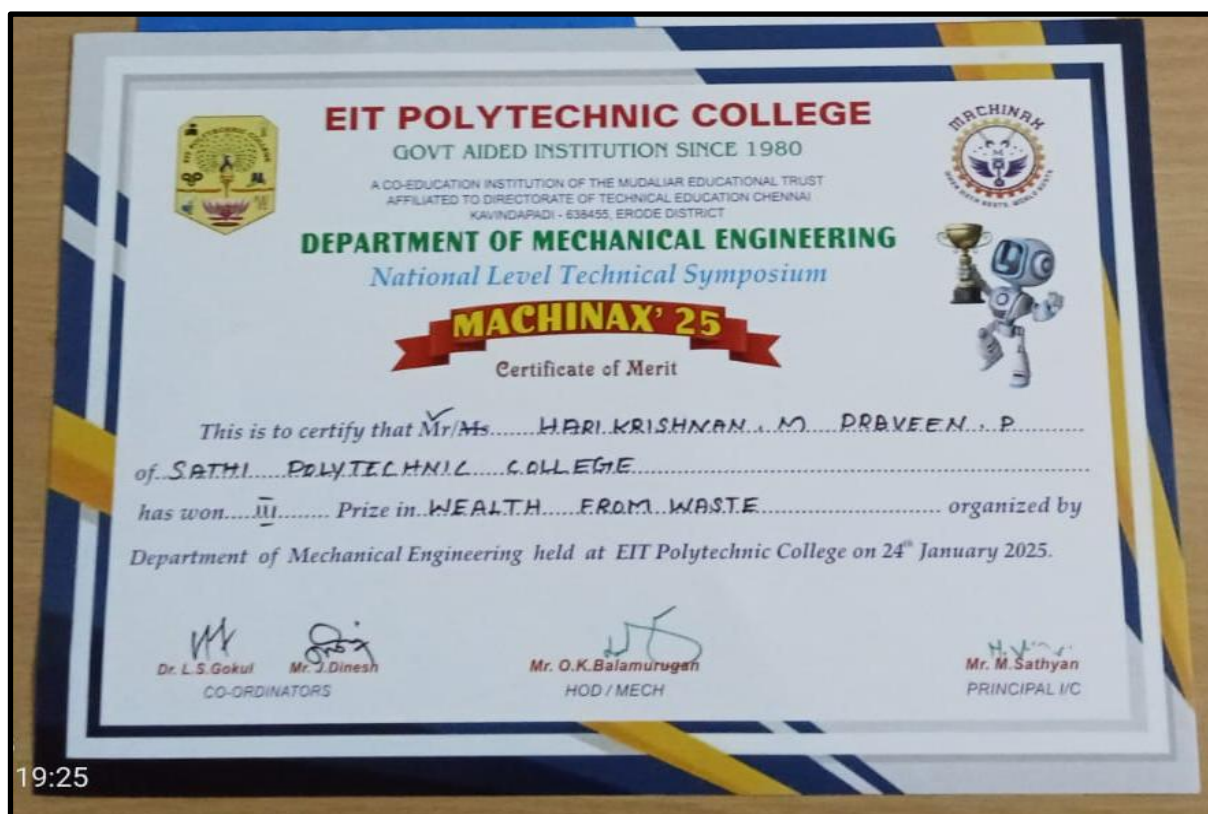 EIT POLYTECHNIC COLLEGE
GOVT AIDED INSTITUTION SINCE 1980
A CO-EDUCATION INSTITUTION OF THE MUDALIAR EDUCATIONAL TRUST
AFFILIATED TO DIRECTORATE OF TECHNICAL EDUCATION CHENNAI
KAVINDAPADI - 638455, ERODE DISTRICT
EIT POLYTECHNIC COLLEGE
MACHINAX
DEPARTMENT OF MECHANICAL ENGINEERING
National Level Technical Symposium
MACHINAX' 25
Certificate of Merit
This is to certify that Mr/Ms...... HARI KRISHNAN . M PRAVEEN . P
of SATHI POLYTECHNIC COLLEGE
has won.... III ....... Prize in WEALTH FROM WASTE ........ organized by
Department of Mechanical Engineering held at EIT Polytechnic College on 24th January 2025.
Dr. L.S.Gokul Mr. J.Dinesh Mr. O.K.Balamurugan Mr. M.Sathyan
CO-ORDINATORS HOD / MECH PRINCIPAL I/C
19:25